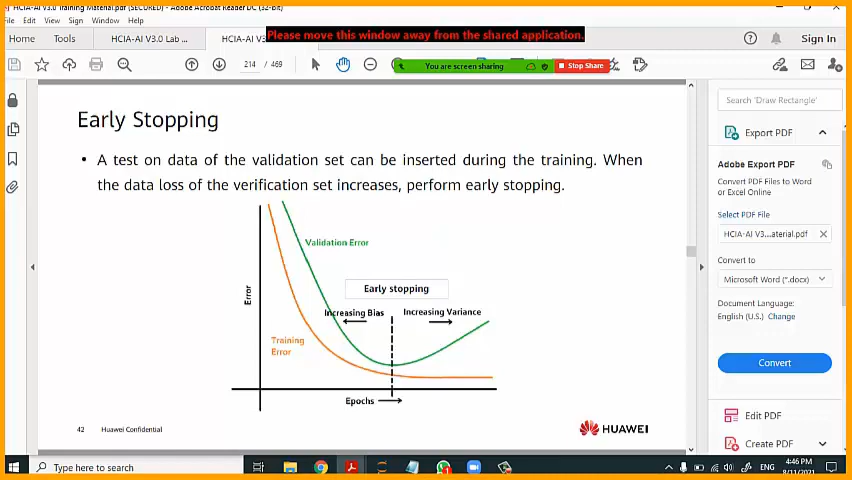 HCIA-AI V3.0 Training Material.pdf (SECURED) - Adobe Acrobat Reader DC (32-bit)
File Edit View Sign Window Help
Please move this window away from the shared application.
Home Tools HCIA-AI V3.0 Lab ... HCIA-AI V3 Sign In
214 / 469 You are screen sharing Stop Share
Early Stopping
• A test on data of the validation set can be inserted during the training. When
the data loss of the verification set increases, perform early stopping.
Validation Error
Early stopping
Increasing Bias Increasing Variance
Error
Training
Error
Epochs
42 Huawei Confidential
HUAWEI
Search 'Draw Rectangle'
Export PDF
Adobe Export PDF
Convert PDF Files to Word
or Excel Online
Select PDF File
HCIA-AI V3...aterial.pdf
Convert to
Microsoft Word (*.docx)
Document Language:
English (U.S.) Change
Convert
Edit PDF
Create PDF
Type here to search
ENG
4:46 PM
8/11/2021